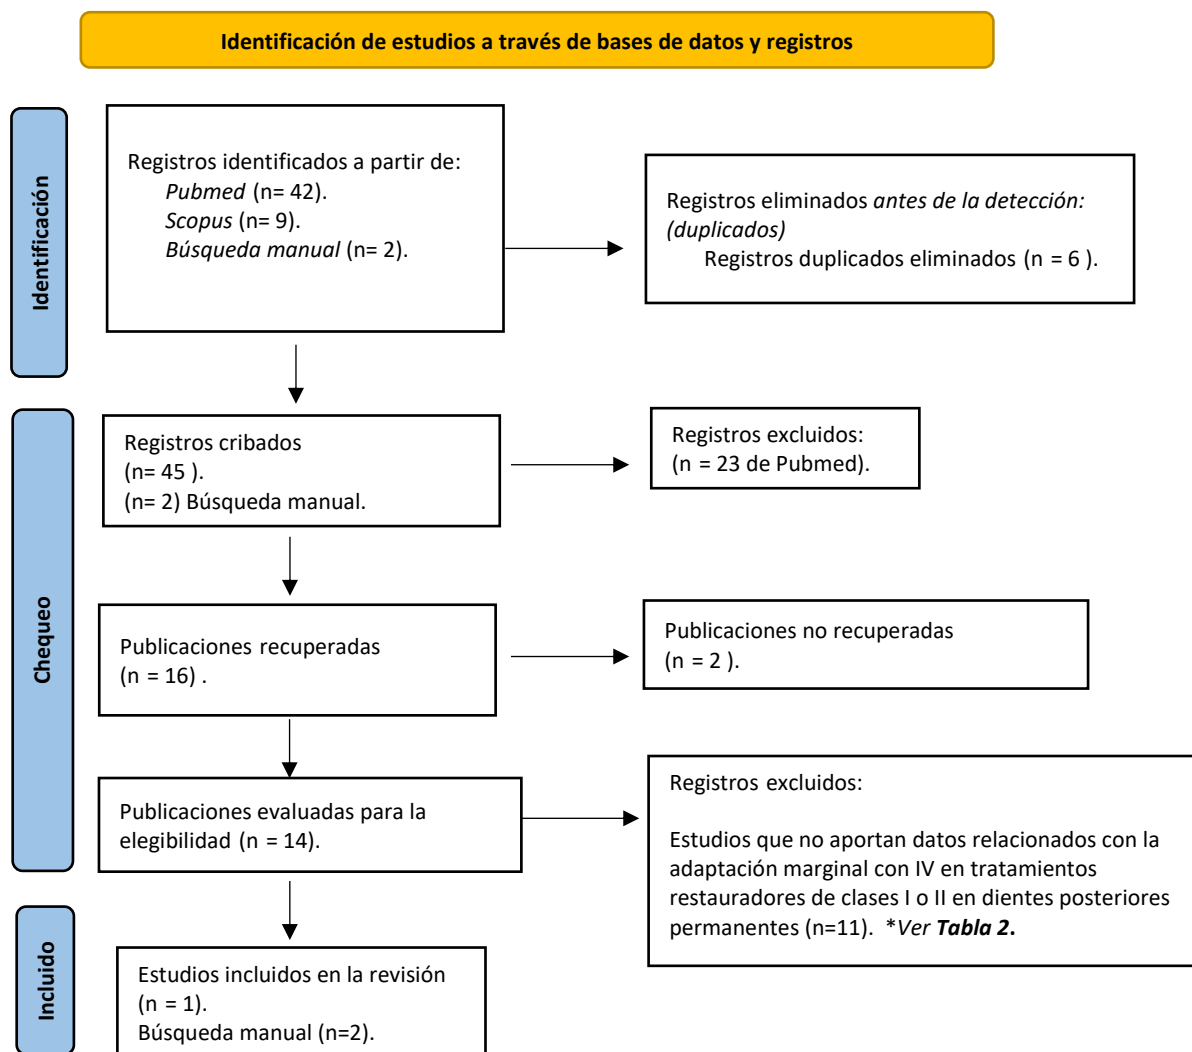 Identificación de estudios a través de bases de datos y registros
Identificación
Registros identificados a partir de:
Pubmed (n= 42).
Scopus (n= 9).
Búsqueda manual (n= 2).
Registros eliminados antes de la detección:
(duplicados)
Registros duplicados eliminados (n = 6 ).
Chequeo
Registros cribados
(n= 45 ).
(n= 2) Búsqueda manual.
Registros excluidos:
(n = 23 de Pubmed).
Publicaciones recuperadas
(n = 16) .
Publicaciones no recuperadas
(n = 2 ).
Publicaciones evaluadas para la
elegibilidad (n = 14).
Registros excluidos:
Estudios que no aportan datos relacionados con la
adaptación marginal con IV en tratamientos
restauradores de clases I o II en dientes posteriores
permanentes (n=11). *Ver Tabla 2.
Incluido
Estudios incluidos en la revisión
(n = 1).
Búsqueda manual (n=2).